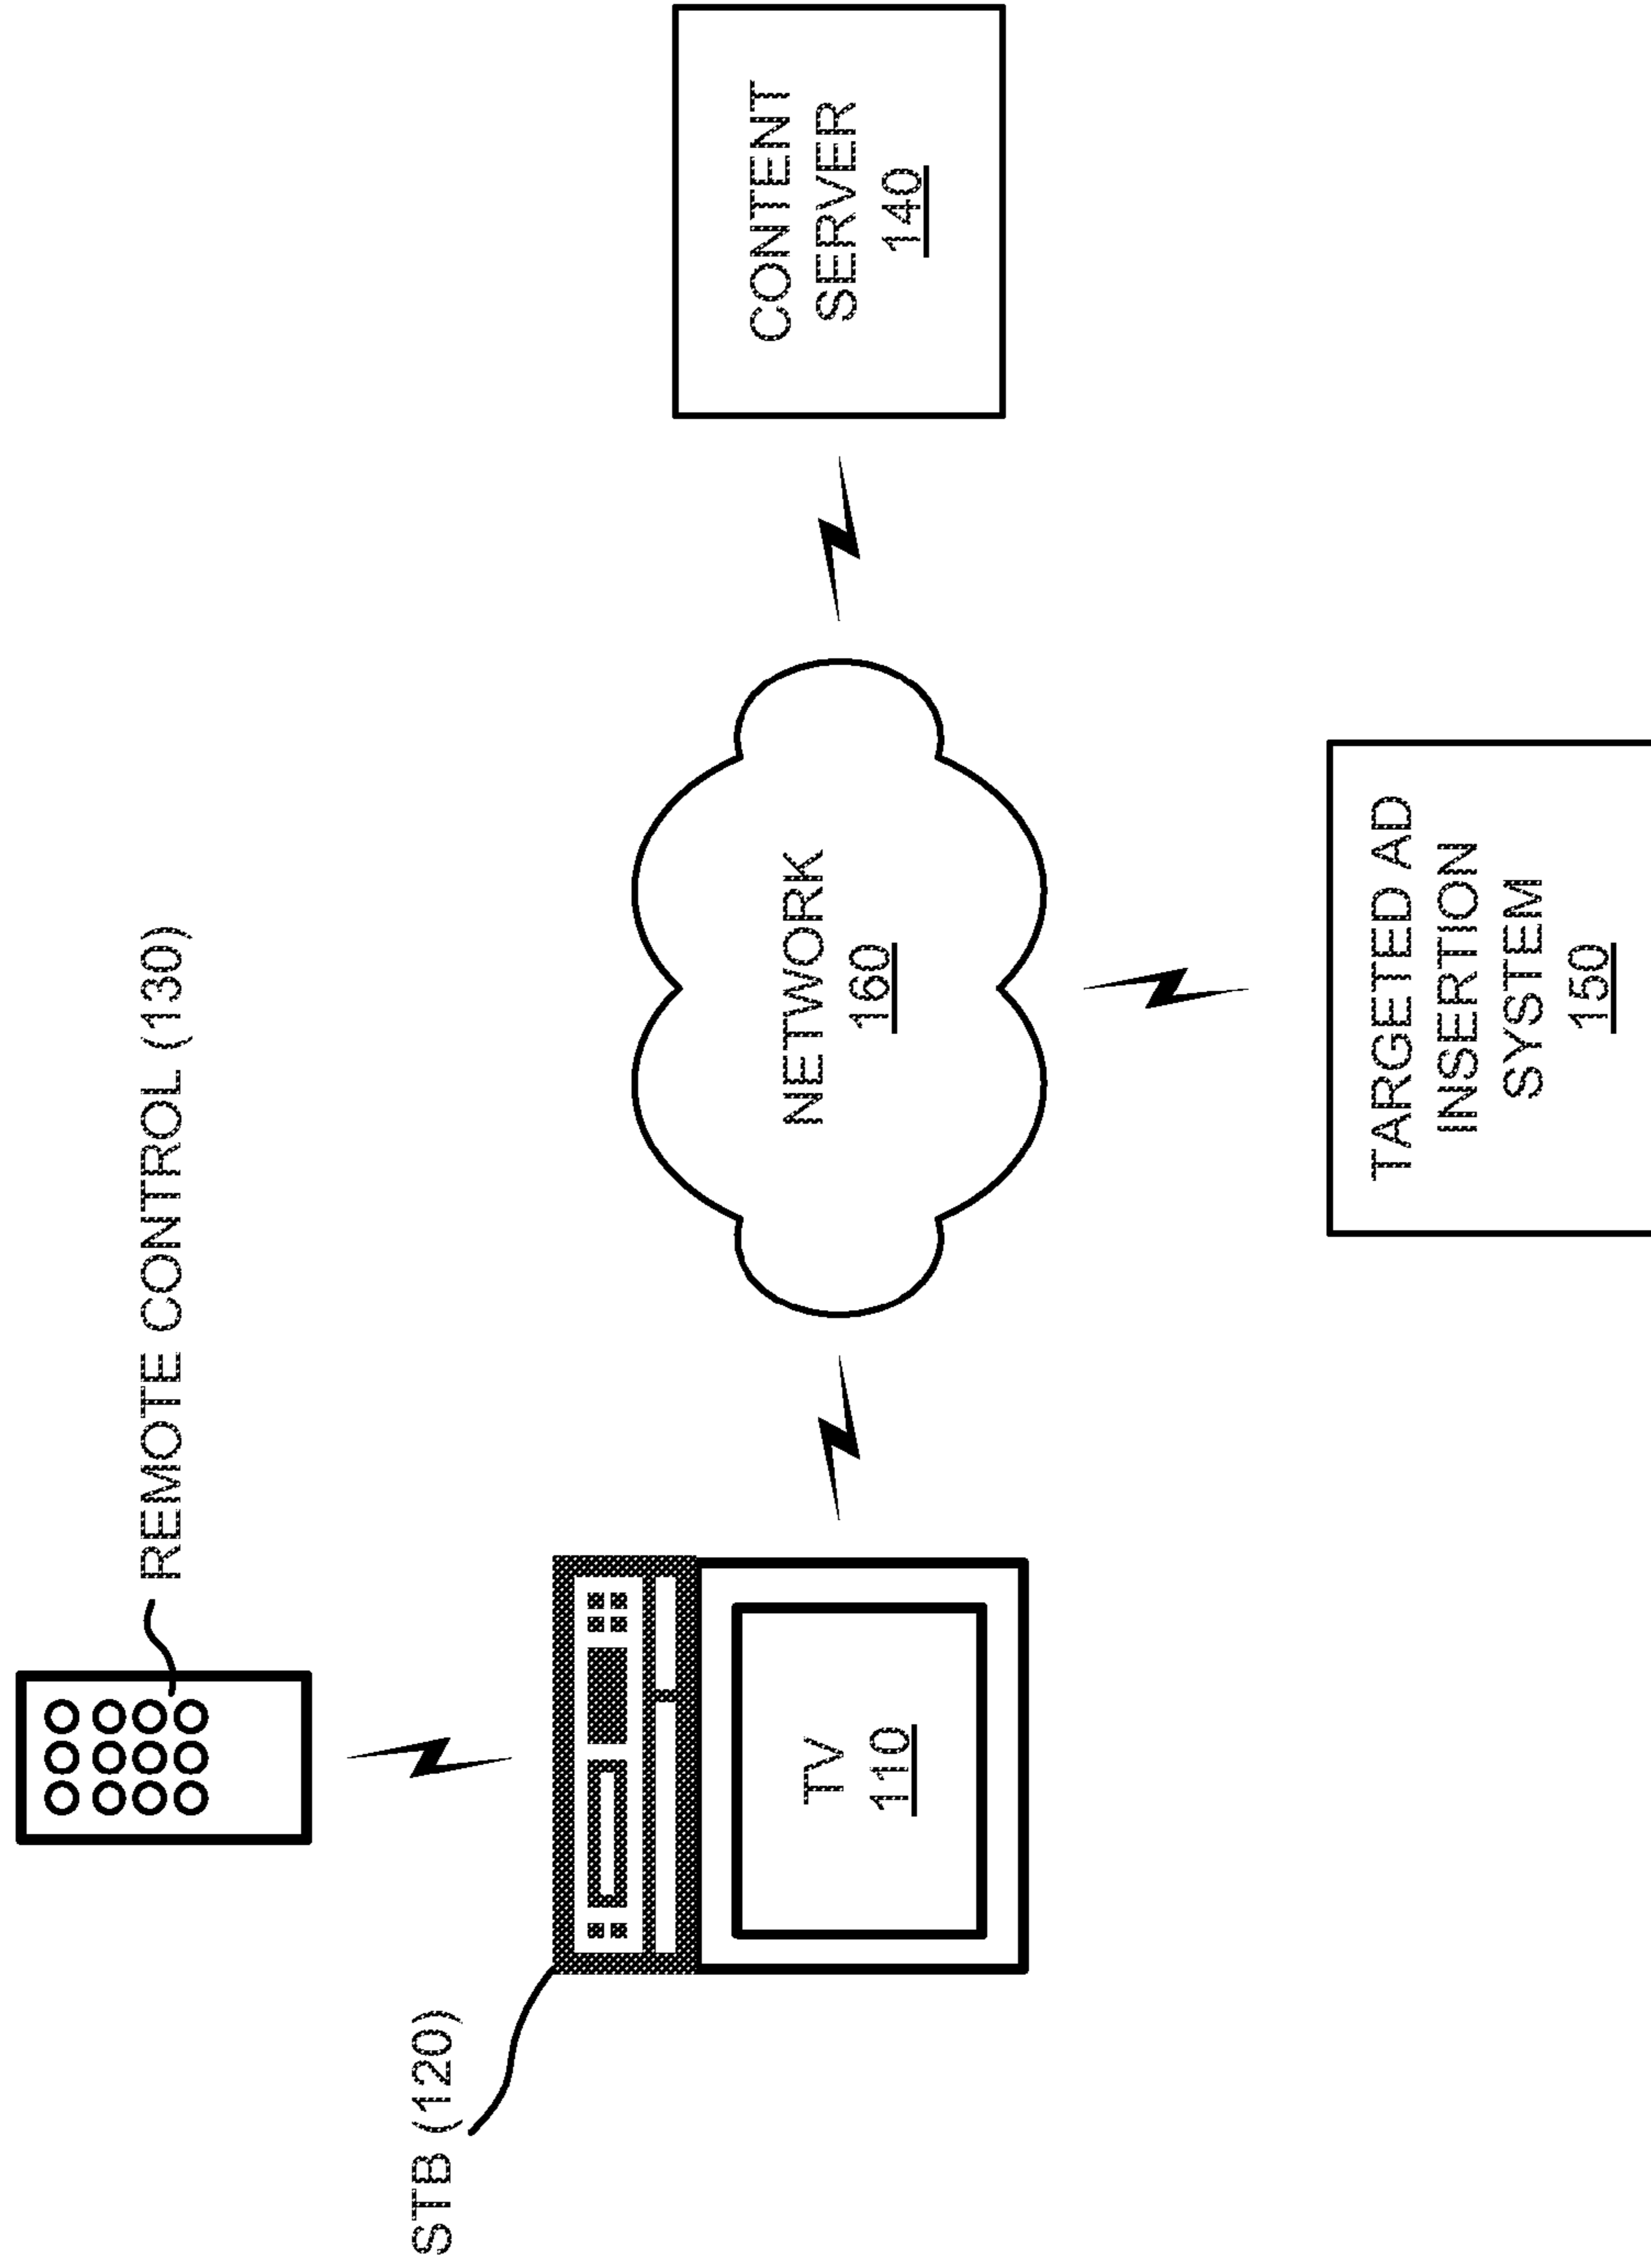 REMOTE CONTROL (130)
STB (120)
TV
110
NETWORK
160
CONTENT
SERVER
140
TARGETED AD
INSERTION
SYSTEM
150